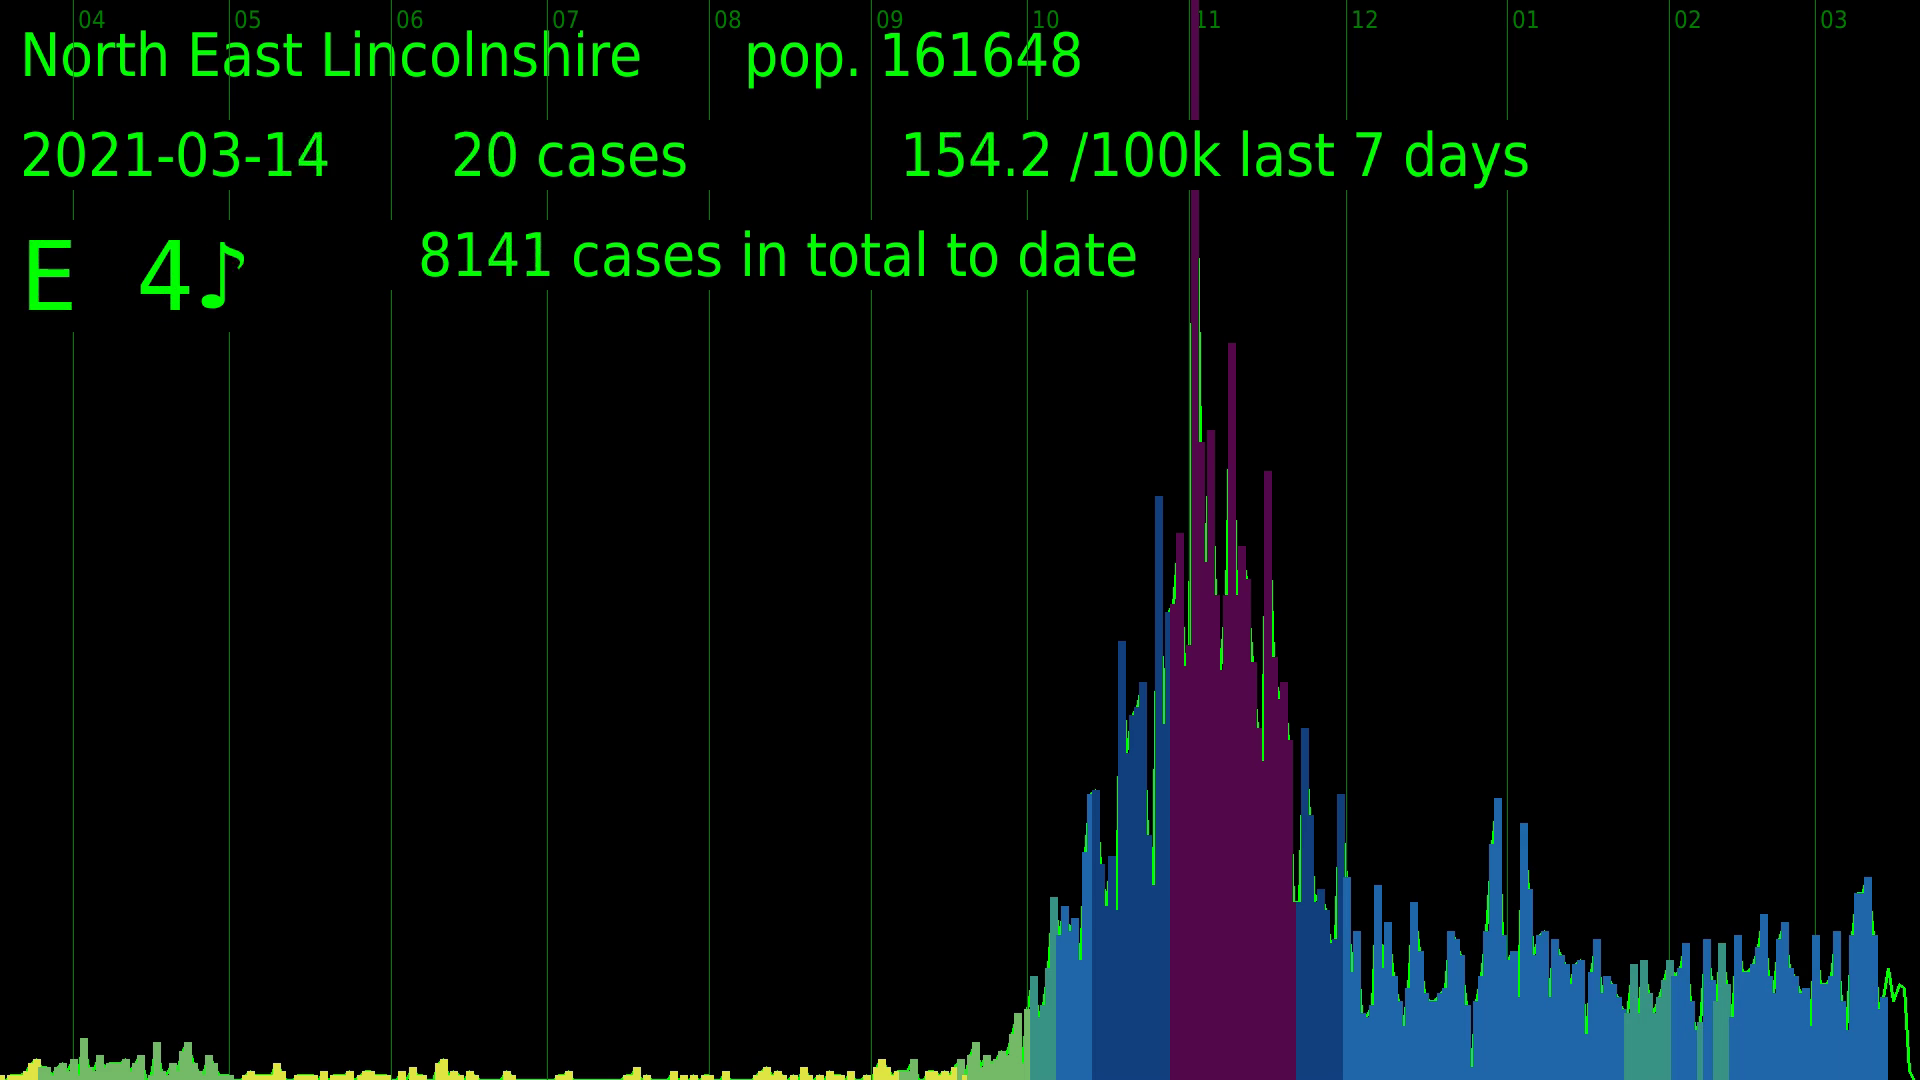 04 05 06 07 08 09 10 11 12 01 02 03
North East Lincolnshire pop. 161648
2021-03-14 20 cases 154.2 /100k last 7 days
E 4♪ 8141 cases in total to date